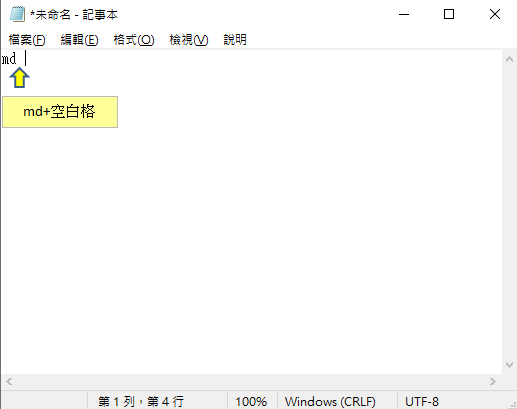 *未命名 - 記事本
檔案(F) 編輯(E) 格式(O) 檢視(V) 說明
md
md+空白格
第 1 列，第 4 行 100% Windows (CRLF) UTF-8